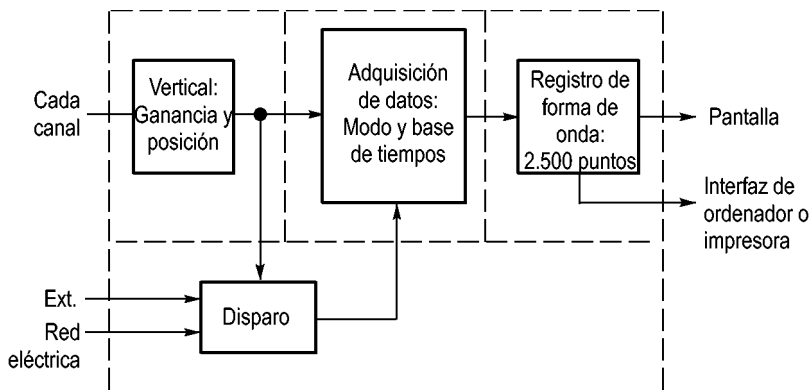 Cada
canal
Vertical:
Ganancia y
posición
Adquisición
de datos:
Modo y base
de tiempos
Registro de
forma de
onda:
2.500 puntos
Pantalla
Interfaz de
ordenador o
impresora
Ext.
Red
eléctrica
Disparo